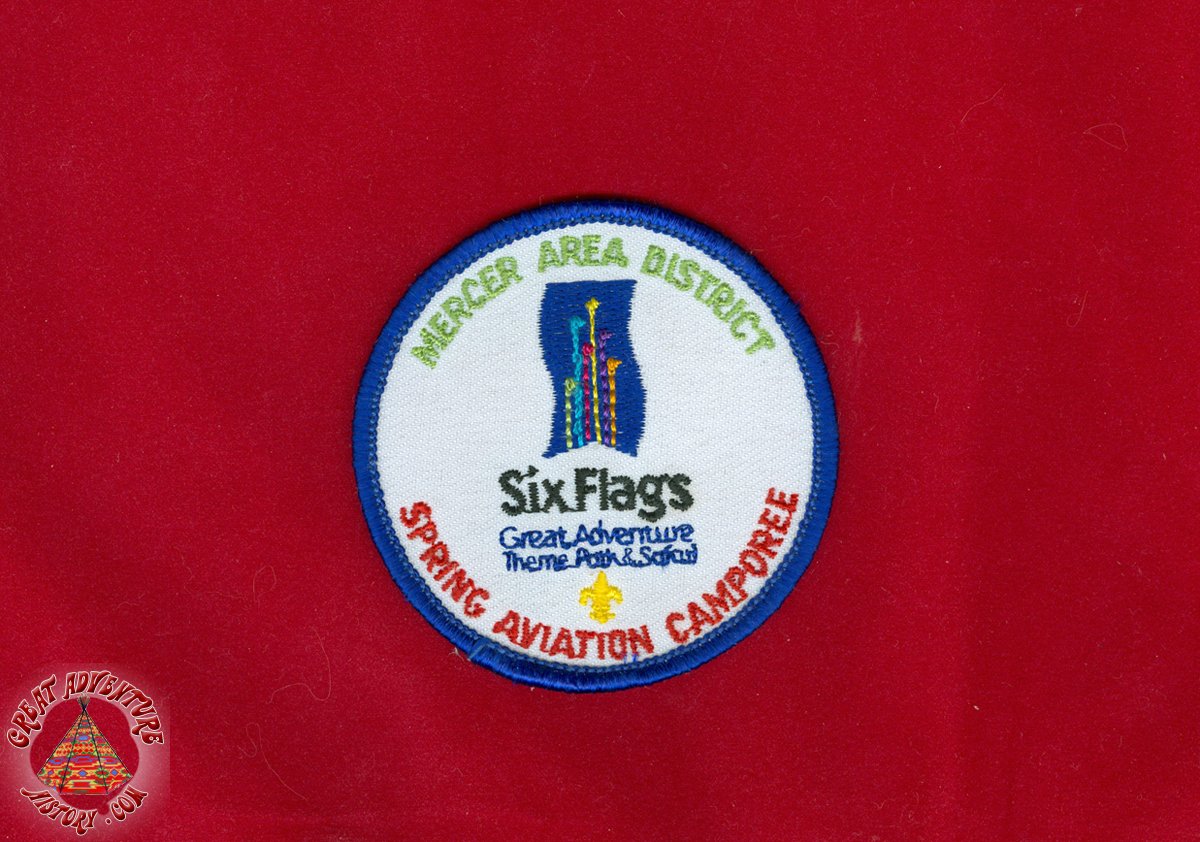 MERCER AREA DISTRICT
Six Flags
Great Adventure
Theme Park & Safari
SPRING AVIATION CAMPOREE
GREAT ADVENTURE
HISTORY.COM